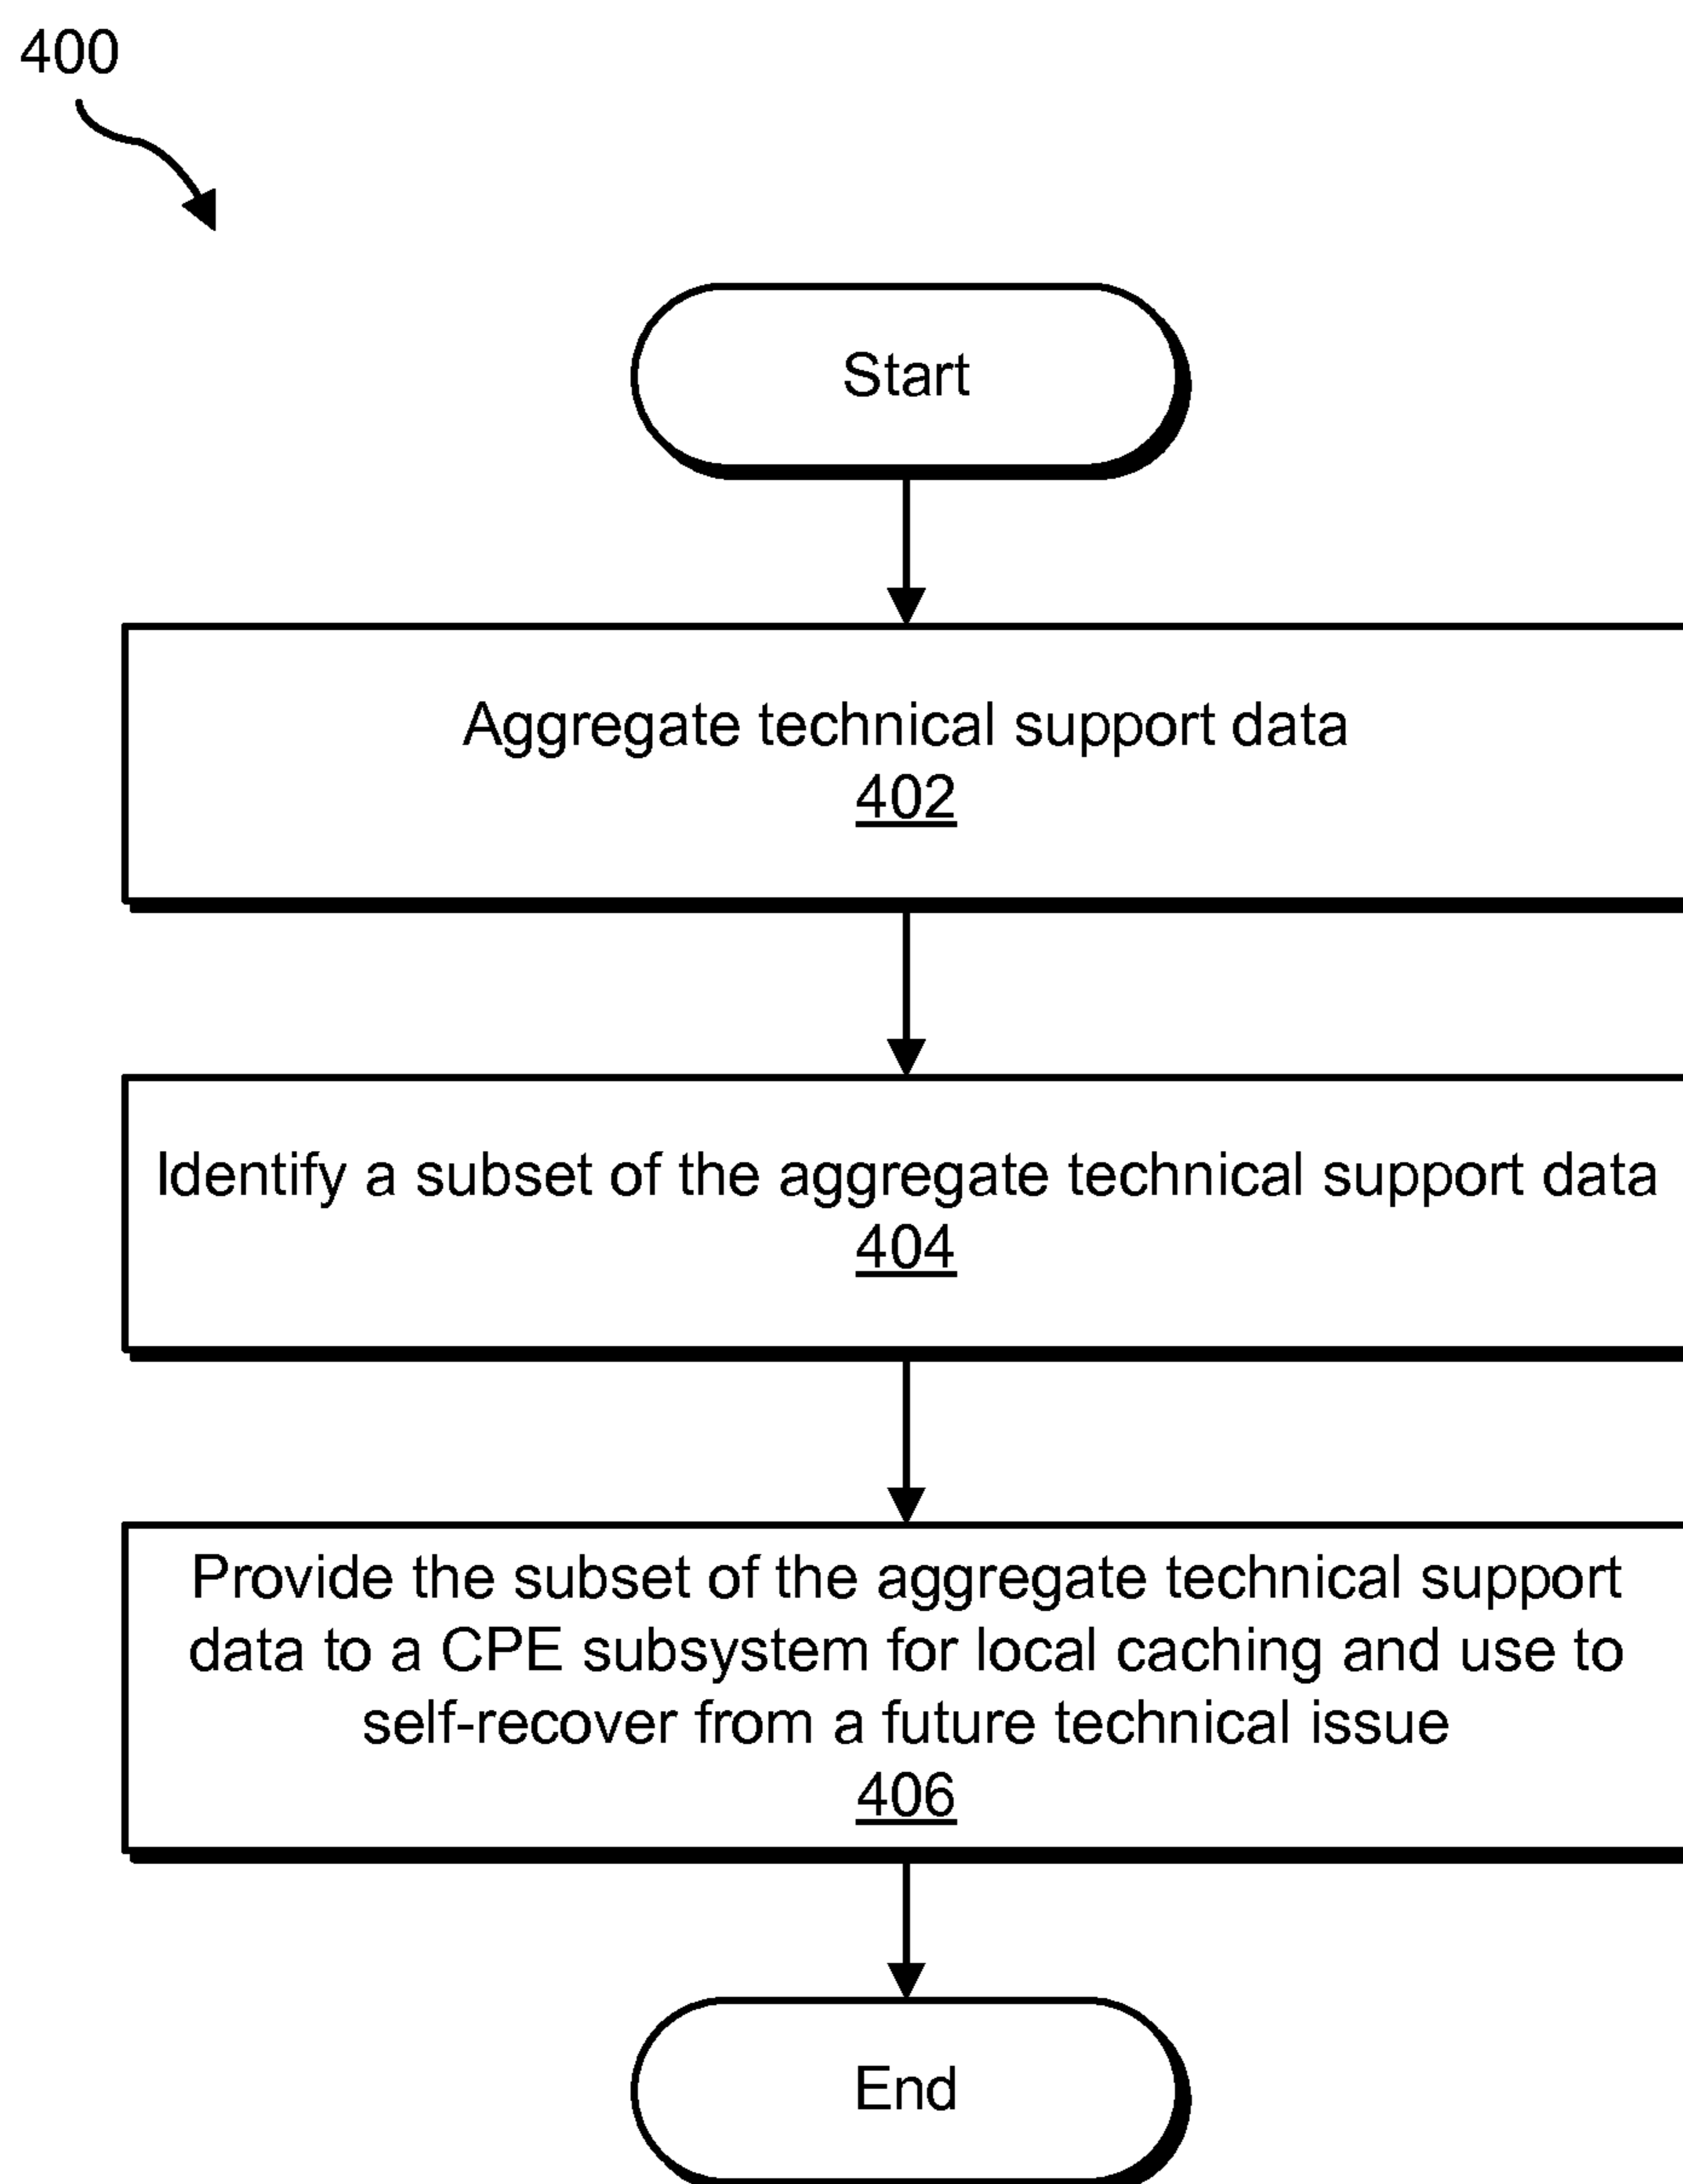 400
Start
Aggregate technical support data
402
Identify a subset of the aggregate technical support data
404
Provide the subset of the aggregate technical support
data to a CPE subsystem for local caching and use to
self-recover from a future technical issue
406
End